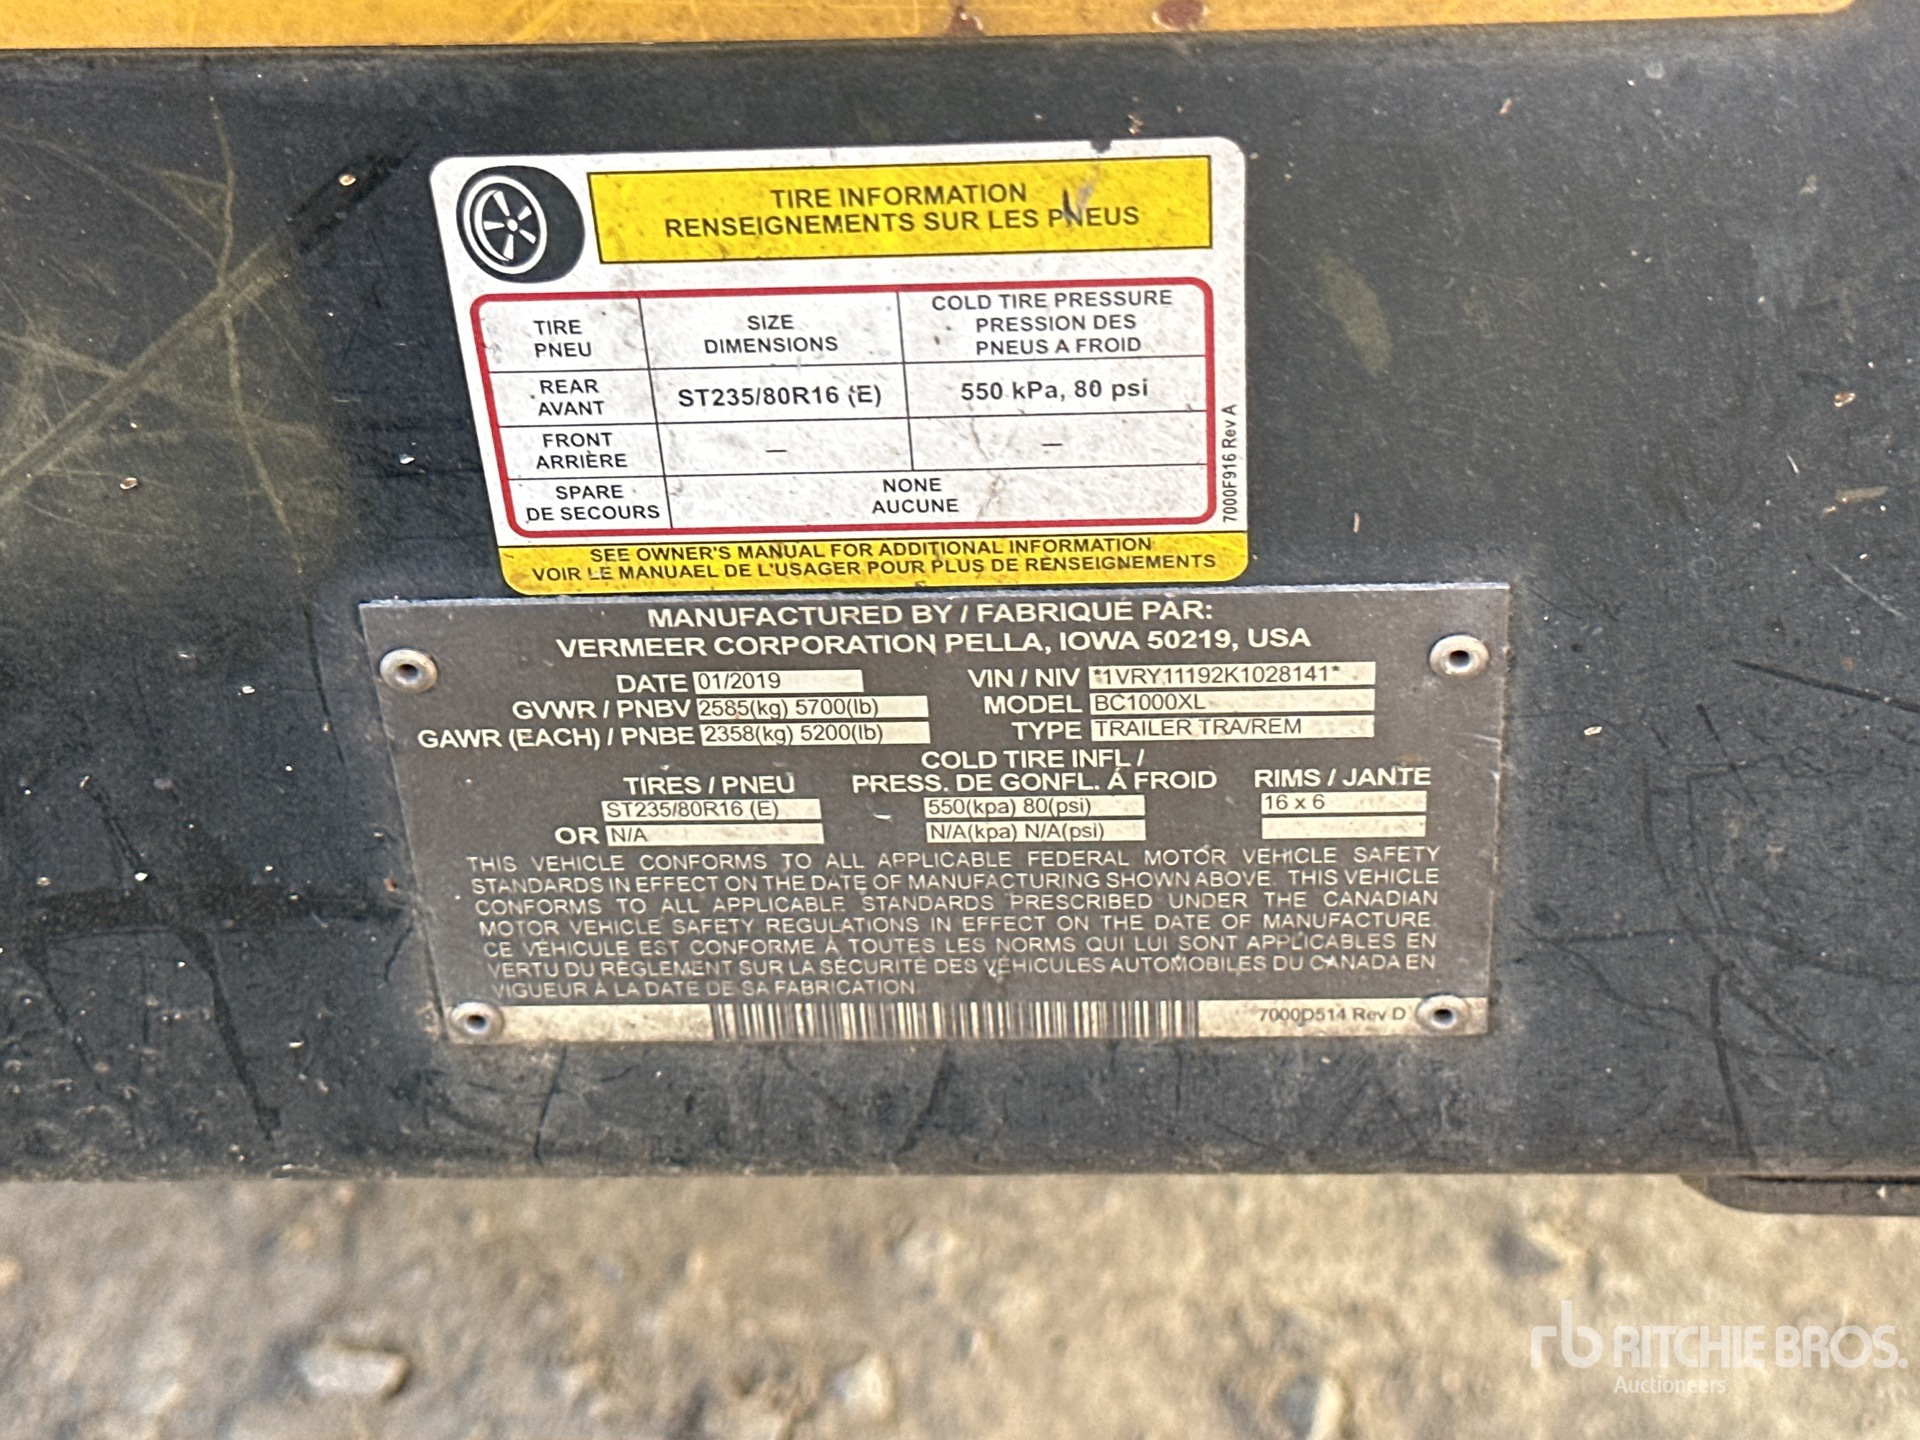 TIRE INFORMATION
RENSEIGNEMENTS SUR LES PNEUS
TIRE PNEU SIZE DIMENSIONS COLD TIRE PRESSURE PRESSION DES PNEUS A FROID
REAR AVANT ST235/80R16 (E) 550 kPa, 80 psi
FRONT ARRIÈRE — —
SPARE DE SECOURS NONE AUCUNE
7000F916 Rev A
SEE OWNER'S MANUAL FOR ADDITIONAL INFORMATION
VOIR LE MANUAEL DE L'USAGER POUR PLUS DE RENSEIGNEMENTS
MANUFACTURED BY / FABRIQUÉ PAR:
VERMEER CORPORATION PELLA, IOWA 50219, USA
DATE 01/2019 VIN / NIV *1VRY11192K1028141*
GVWR / PNBV 2585(kg) 5700(lb) MODEL BC1000XL
GAWR (EACH) / PNBE 2358(kg) 5200(lb) TYPE TRAILER TRA/REM
COLD TIRE INFL /
TIRES / PNEU PRESS. DE GONFL. Á FROID RIMS / JANTE
ST235/80R16 (E) 550(kpa) 80(psi) 16 x 6
OR N/A N/A(kpa) N/A(psi)
THIS VEHICLE CONFORMS TO ALL APPLICABLE FEDERAL MOTOR VEHICLE SAFETY
STANDARDS IN EFFECT ON THE DATE OF MANUFACTURING SHOWN ABOVE. THIS VEHICLE
CONFORMS TO ALL APPLICABLE STANDARDS PRESCRIBED UNDER THE CANADIAN
MOTOR VEHICLE SAFETY REGULATIONS IN EFFECT ON THE DATE OF MANUFACTURE.
CE VÉHICULE EST CONFORME À TOUTES LES NORMS QUI LUI SONT APPLICABLES EN
VERTU DU RÈGLEMENT SUR LA SÉCURITÉ DES VÉHICULES AUTOMOBILES DU CANADA EN
VIGUEUR À LA DATE DE SA FABRICATION.
7000D514 Rev D
rb RITCHIE BROS.
Auctioneers